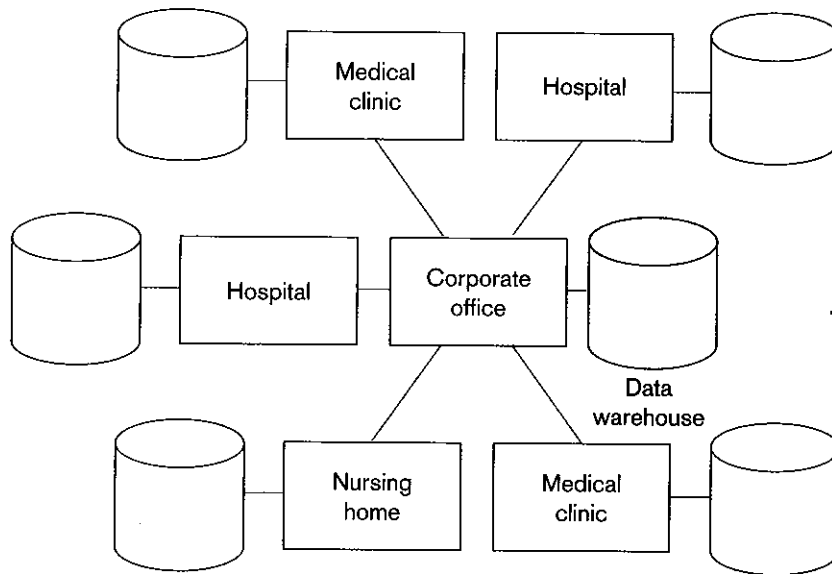 Medical
clinic
Hospital
Hospital
Corporate
office
Data
warehouse
Nursing
home
Medical
clinic